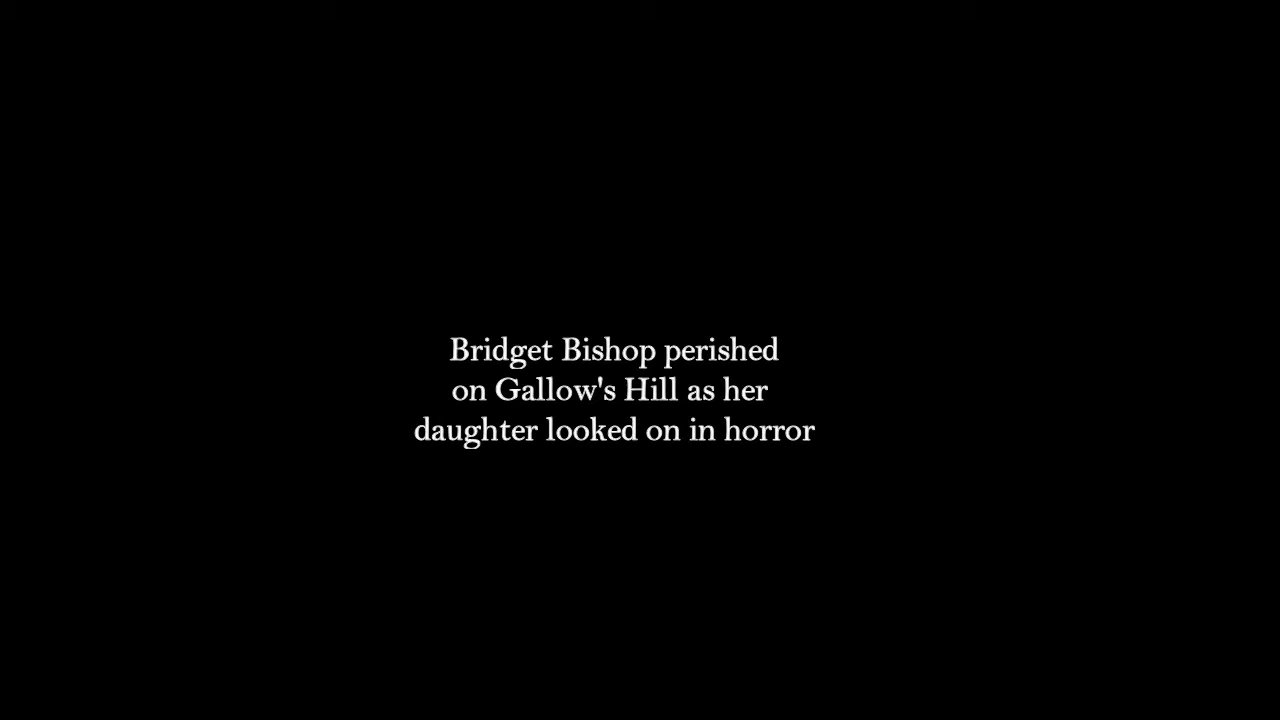 Bridget Bishop perished
on Gallow's Hill as her
daughter looked on in horror